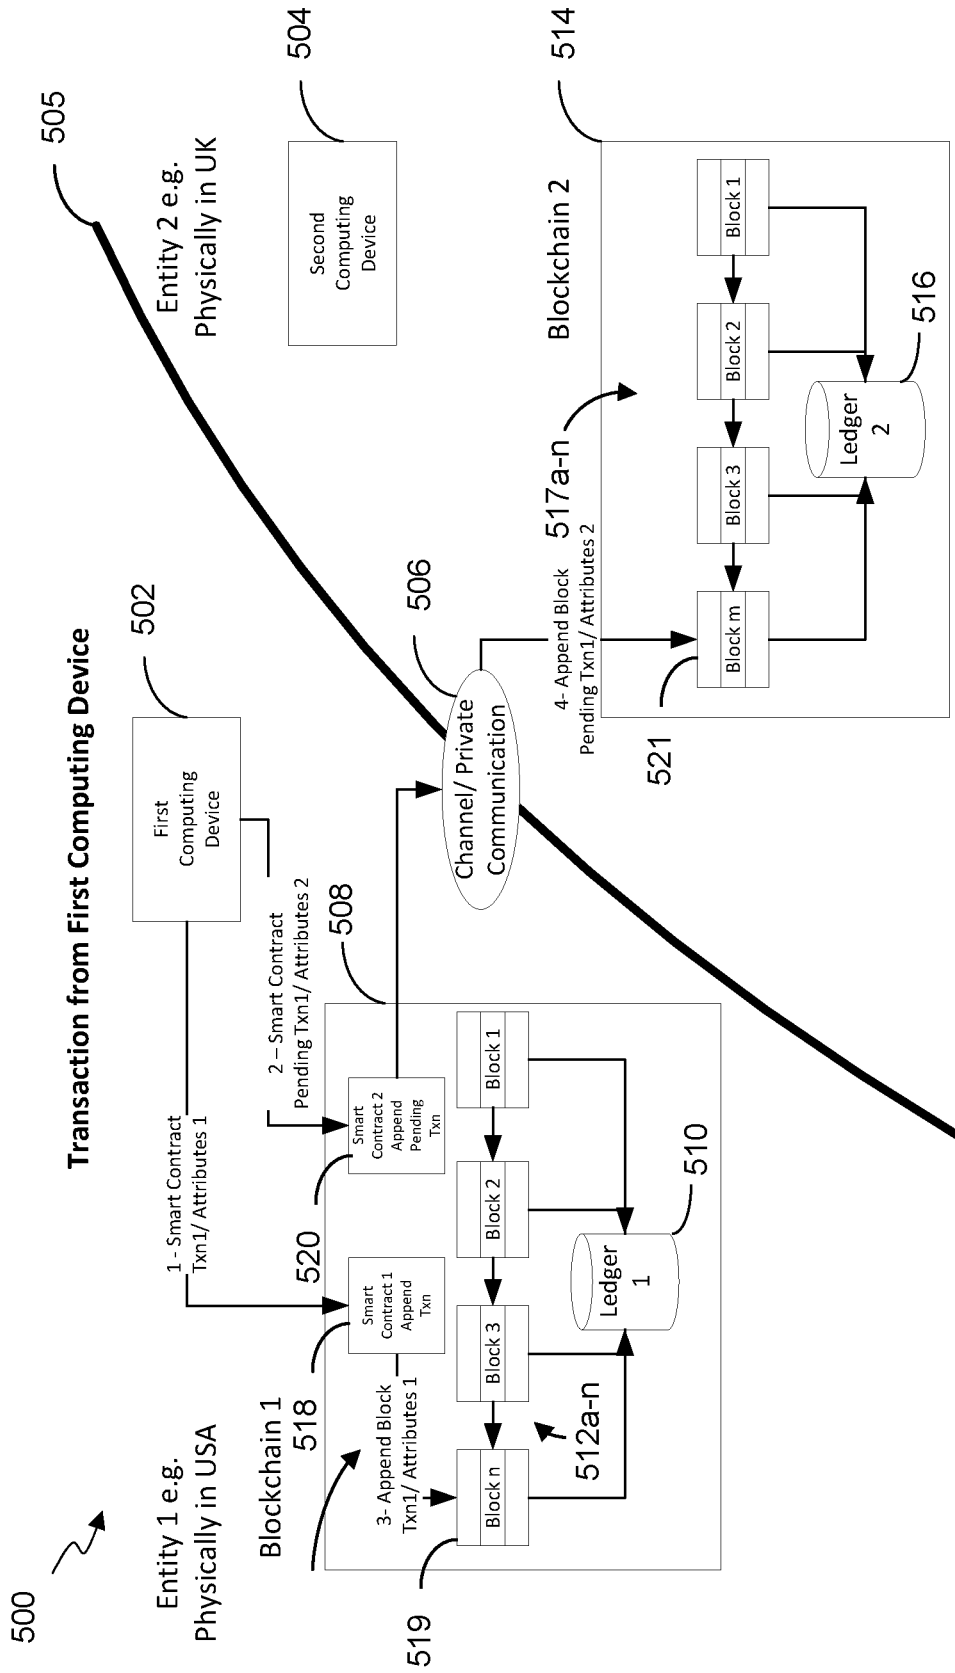 500
Transaction from First Computing Device
Entity 1 e.g.
Physically in USA
1 - Smart Contract
Txn1/ Attributes 1
First
Computing
Device
502
505
Entity 2 e.g.
Physically in UK
Second
Computing
Device
504
2 – Smart Contract
Pending Txn1/ Attributes 2
Blockchain 1
518
520
508
Smart
Contract 1
Append
Txn
Smart
Contract 2
Append
Pending
Txn
3- Append Block
Txn1/ Attributes 1
519
Block n
Block 3
Block 2
Block 1
512a-n
Ledger
1
510
Channel/ Private
Communication
506
Blockchain 2
514
4- Append Block
Pending Txn1/ Attributes 2
517a-n
521
Block m
Block 3
Block 2
Block 1
Ledger
2
516